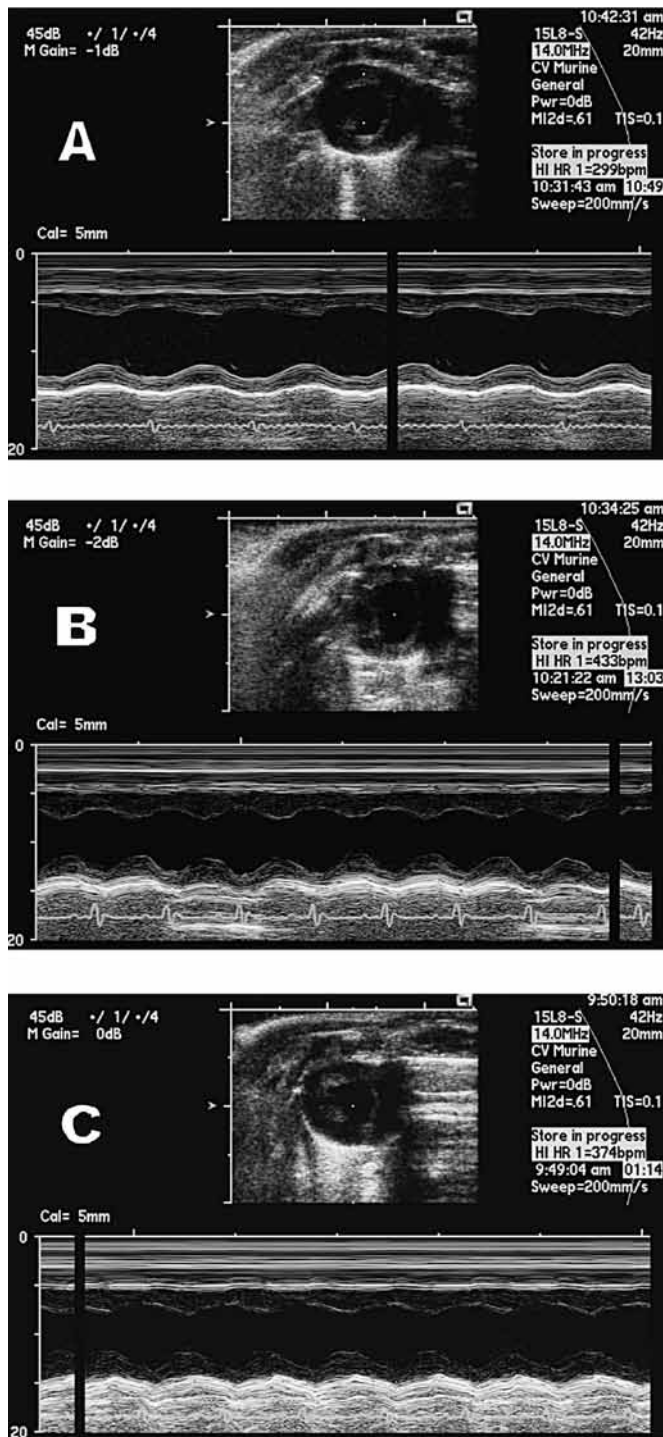 10:42:31 am
45dB •/ 1/ •/4
M Gain= -1dB
15L8-S 42Hz
14.0MHz 20mm
CV Murine
General
Pwr=0dB
MI2d=.61 TIS=0.1
Store in progress
HI HR 1=299bpm
10:31:43 am 10:49
Sweep=200mm/s
A
Cal= 5mm
0
20
10:34:25 am
45dB •/ 1/ •/4
M Gain= -2dB
15L8-S 42Hz
14.0MHz 20mm
CV Murine
General
Pwr=0dB
MI2d=.61 TIS=0.1
Store in progress
HI HR 1=433bpm
10:21:22 am 13:03
Sweep=200mm/s
B
Cal= 5mm
0
20
9:50:18 am
45dB •/ 1/ •/4
M Gain= 0dB
15L8-S 42Hz
14.0MHz 20mm
CV Murine
General
Pwr=0dB
MI2d=.61 TIS=0.1
Store in progress
HI HR 1=374bpm
9:49:04 am 01:14
Sweep=200mm/s
C
Cal= 5mm
0
20